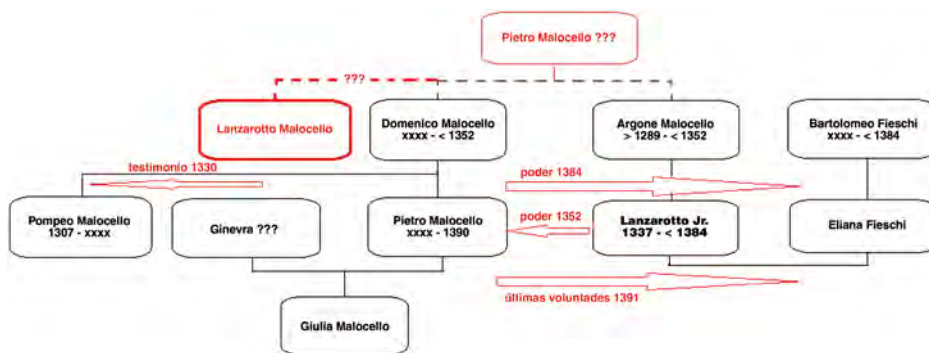 Pietro Malocello ???
???
Lanzarotto Malocello
Domenico Malocello
xxxx - < 1352
Argone Malocello
> 1289 - < 1352
Bartolomeo Fieschi
xxxx - < 1384
testimonio 1330
poder 1384
Pompeo Malocello
1307 - xxxx
Ginevra ???
Pietro Malocello
xxxx - 1390
poder 1352
Lanzarotto Jr.
1337 - < 1384
Eliana Fieschi
últimas voluntades 1391
Giulia Malocello